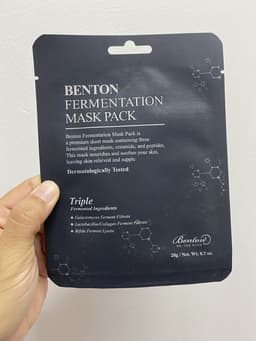 BENTON
FERMENTATION
MASK PACK
Benton Fermentation Mask Pack is
a premium sheet mask containing three
fermented ingredients, ceramide, and peptides.
This mask nourishes and soothes your skin,
leaving skin relieved and supple.
Dermatologically Tested
Triple
Fermented Ingredients
Galactomyces Ferment Filtrate
Lactobacillus/Collagen Ferment Filtrate
Bifida Ferment Lysate
Benton
20g / Net. Wt. 0.7 oz.